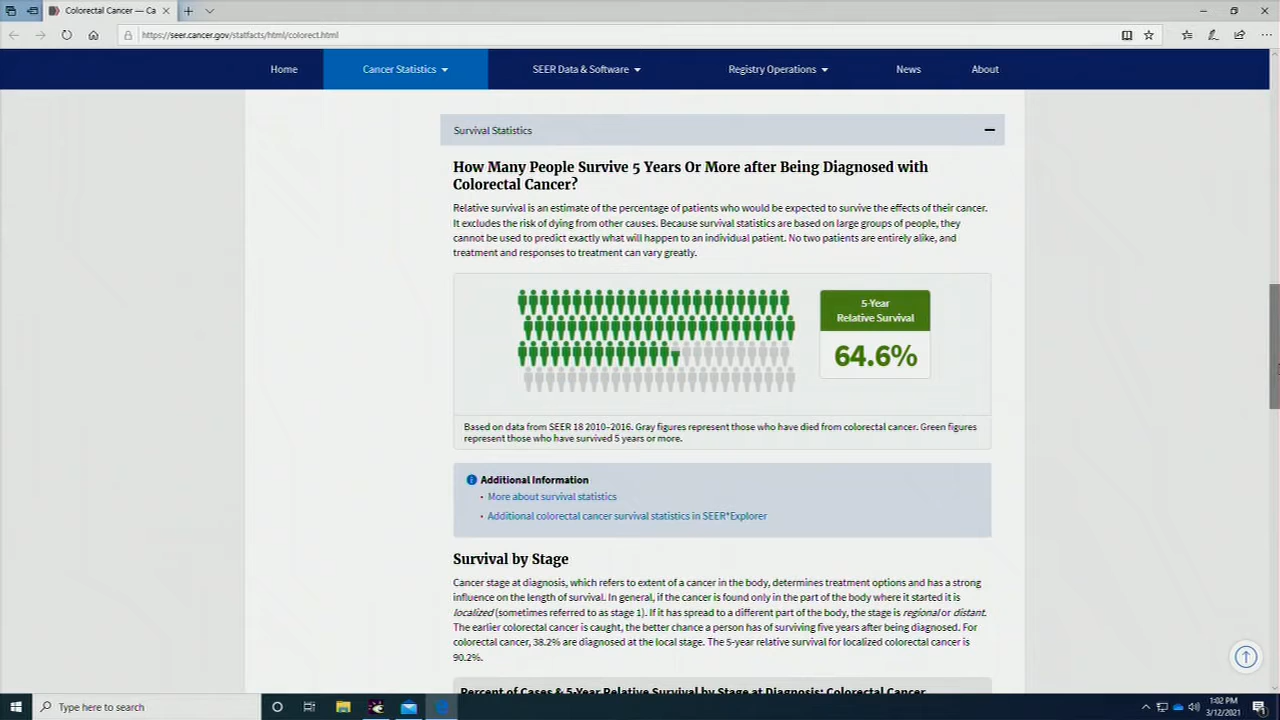 Colorectal Cancer — Ca
https://seer.cancer.gov/statfacts/html/colorect.html
Home
Cancer Statistics
SEER Data & Software
Registry Operations
News
About
Survival Statistics
How Many People Survive 5 Years Or More after Being Diagnosed with
Colorectal Cancer?
Relative survival is an estimate of the percentage of patients who would be expected to survive the effects of their cancer.
It excludes the risk of dying from other causes. Because survival statistics are based on large groups of people, they
cannot be used to predict exactly what will happen to an individual patient. No two patients are entirely alike, and
treatment and responses to treatment can vary greatly.
5-Year
Relative Survival
64.6%
Based on data from SEER 18 2010–2016. Gray figures represent those who have died from colorectal cancer. Green figures
represent those who have survived 5 years or more.
Additional Information
• More about survival statistics
• Additional colorectal cancer survival statistics in SEER*Explorer
Survival by Stage
Cancer stage at diagnosis, which refers to extent of a cancer in the body, determines treatment options and has a strong
influence on the length of survival. In general, if the cancer is found only in the part of the body where it started it is
localized (sometimes referred to as stage 1). If it has spread to a different part of the body, the stage is regional or distant.
The earlier colorectal cancer is caught, the better chance a person has of surviving five years after being diagnosed. For
colorectal cancer, 38.2% are diagnosed at the local stage. The 5-year relative survival for localized colorectal cancer is
90.2%.
Percent of Cases & 5-Year Relative Survival by Stage at Diagnosis: Colorectal Cancer
Type here to search
1:02 PM
3/12/2021